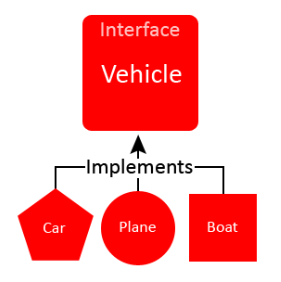 Interface
Vehicle
Implements
Car
Plane
Boat